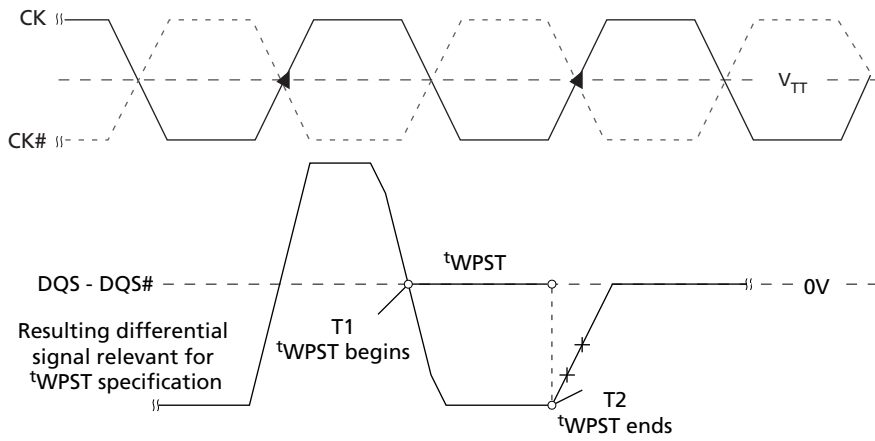 CK
V_TT
CK#
DQS - DQS#
tWPST
0V
Resulting differential
signal relevant for
tWPST specification
T1
tWPST begins
T2
tWPST ends